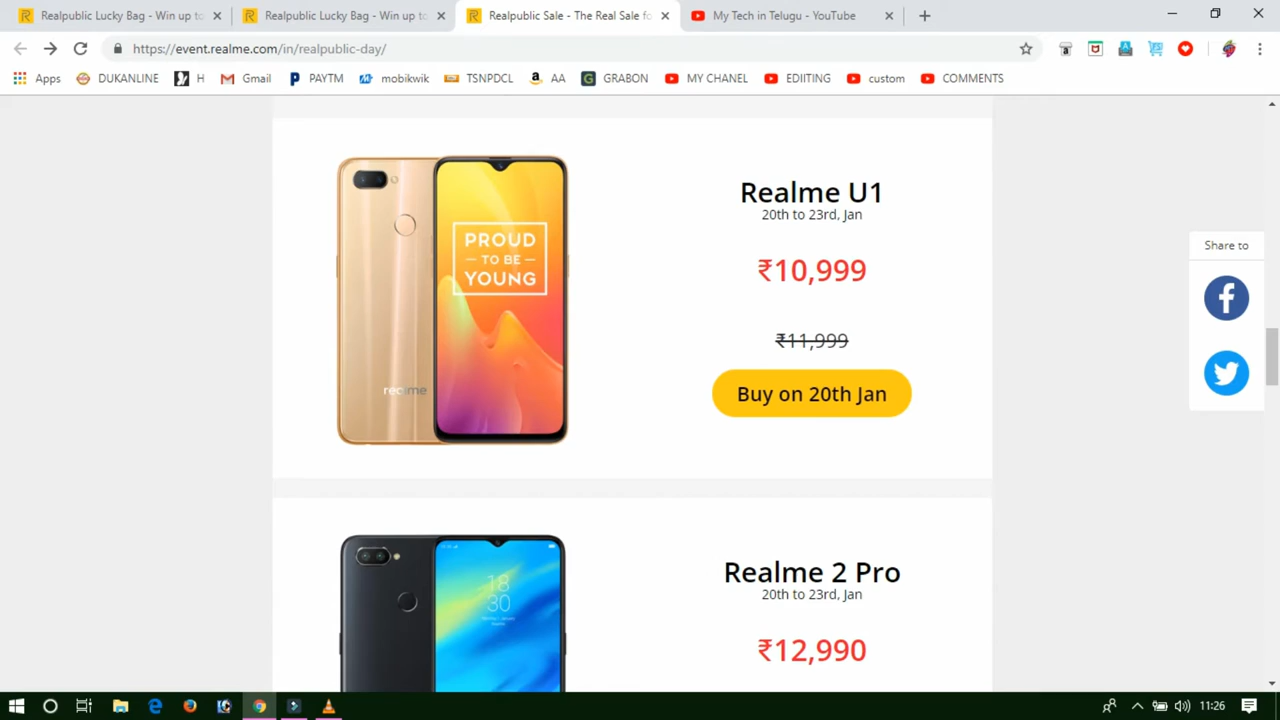 Realpublic Lucky Bag - Win up to
Realpublic Lucky Bag - Win up to
Realpublic Sale - The Real Sale fo
My Tech in Telugu - YouTube
https://event.realme.com/in/realpublic-day/
Apps
DUKANLINE
H
Gmail
PAYTM
mobikwik
TSNPDCL
AA
GRABON
MY CHANEL
EDIITING
custom
COMMENTS
PROUD
TO BE
YOUNG
realme
Realme U1
20th to 23rd, Jan
₹10,999
₹11,999
Buy on 20th Jan
Share to
18
30
Realme 2 Pro
20th to 23rd, Jan
₹12,990
11:26